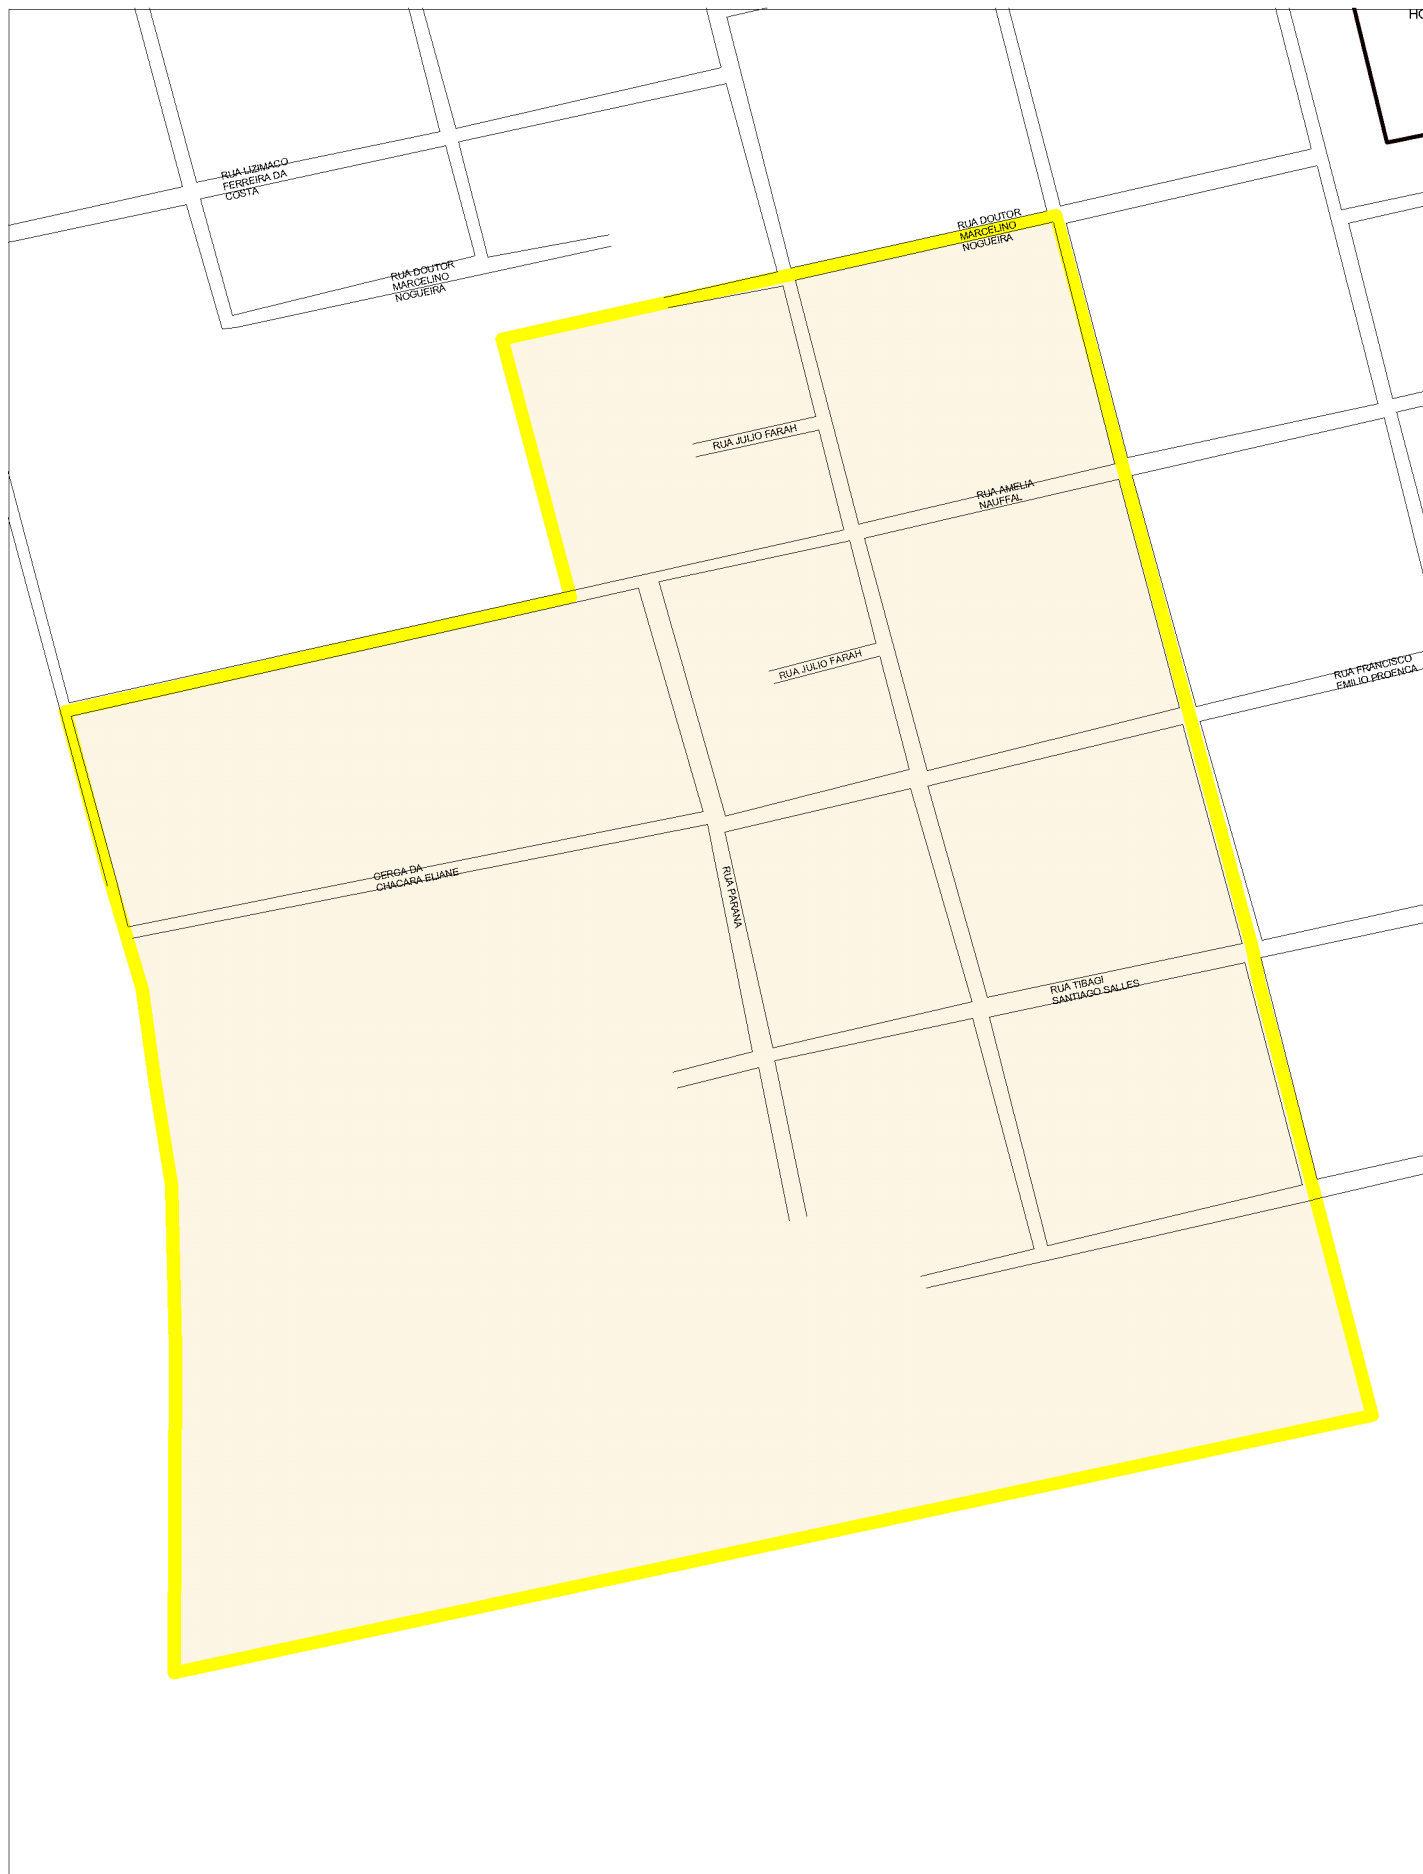 HO
RUA LIZIMACO
FERREIRA DA
COSTA
RUA DOUTOR
MARCELINO
NOGUEIRA
RUA DOUTOR
MARCELINO
NOGUEIRA
RUA JULIO FARAH
RUA AMELIA
NAUFFAL
RUA JULIO FARAH
RUA FRANCISCO
EMILIO PROENCA
CERCA DA
CHACARA ELIANE
RUA PARANA
RUA TIBAGI
SANTIAGO SALLES